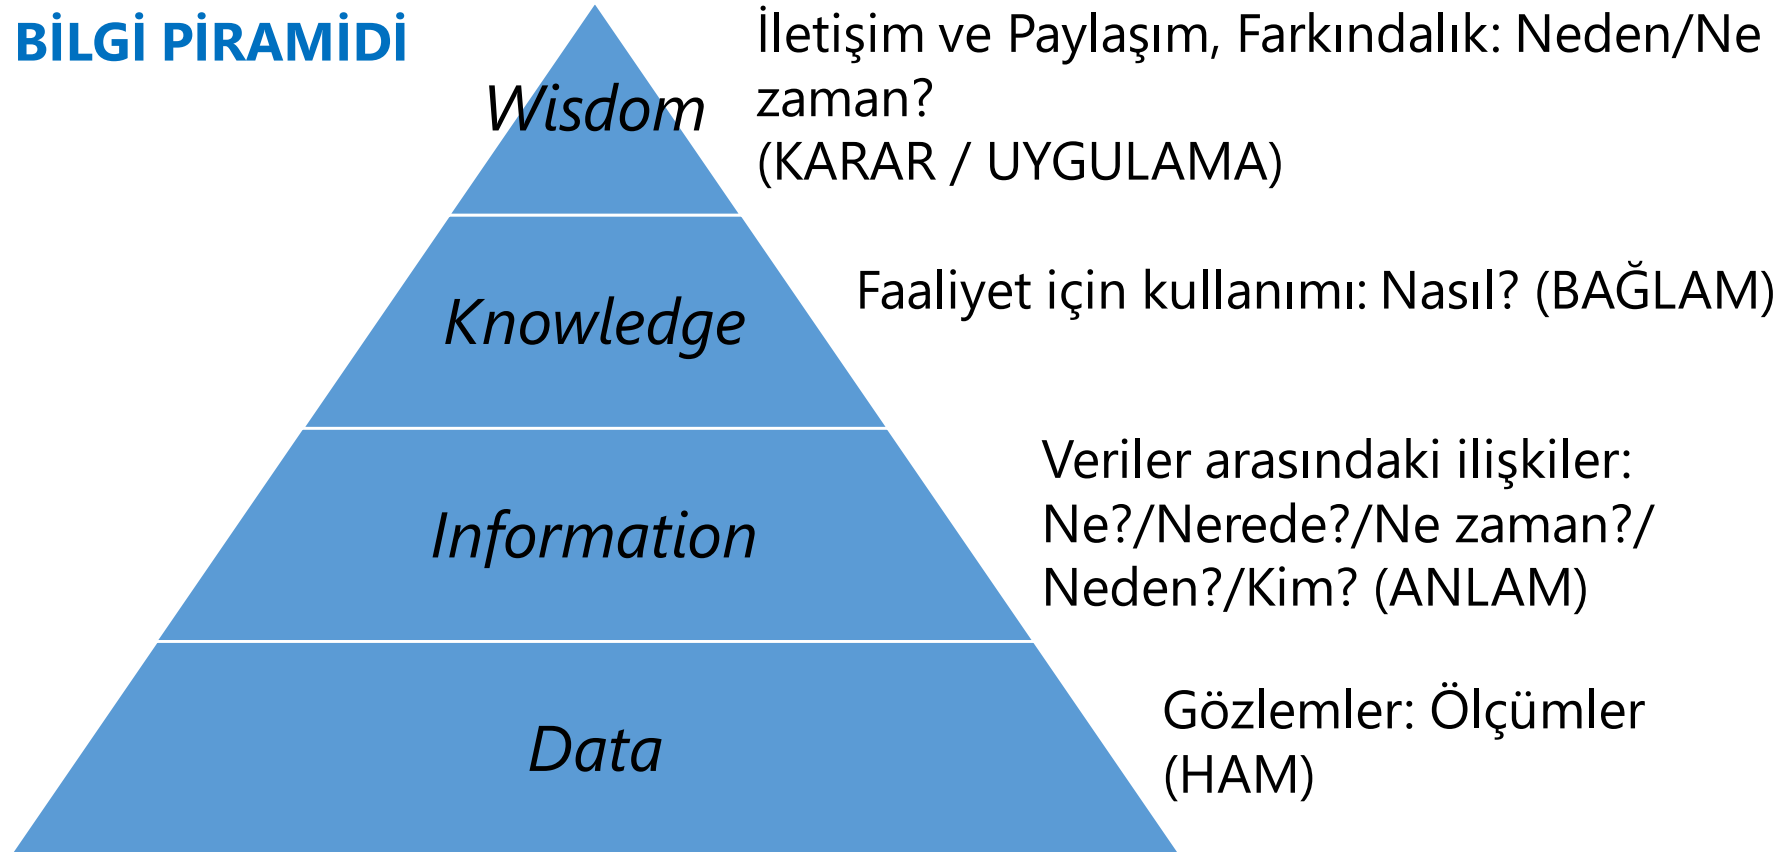 BİLGİ PİRAMİDİ
İletişim ve Paylaşım, Farkındalık: Neden/Ne
zaman?
(KARAR / UYGULAMA)
Wisdom
Faaliyet için kullanımı: Nasıl? (BAĞLAM)
Knowledge
Veriler arasındaki ilişkiler:
Ne?/Nerede?/Ne zaman?/
Neden?/Kim? (ANLAM)
Information
Gözlemler: Ölçümler
(HAM)
Data